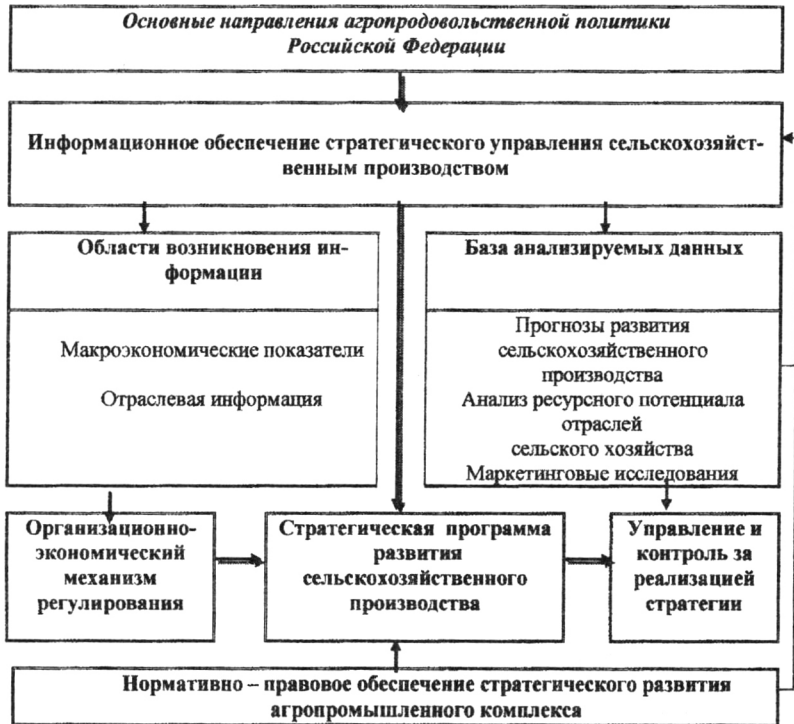 Основные направления агропродовольственной политики
Российской Федерации
Информационное обеспечение стратегического управления сельскохозяйст-
венным производством
Области возникновения ин-
формации
Макроэкономические показатели
Отраслевая информация
База анализируемых данных
Прогнозы развития
сельскохозяйственного
производства
Анализ ресурсного потенциала
отраслей
сельского хозяйства
Маркетинговые исследования
Организационно-
экономический
механизм
регулирования
Стратегическая программа
развития
сельскохозяйственного
производства
Управление и
контроль за
реализацией
стратегии
Нормативно – правовое обеспечение стратегического развития
агропромышленного комплекса